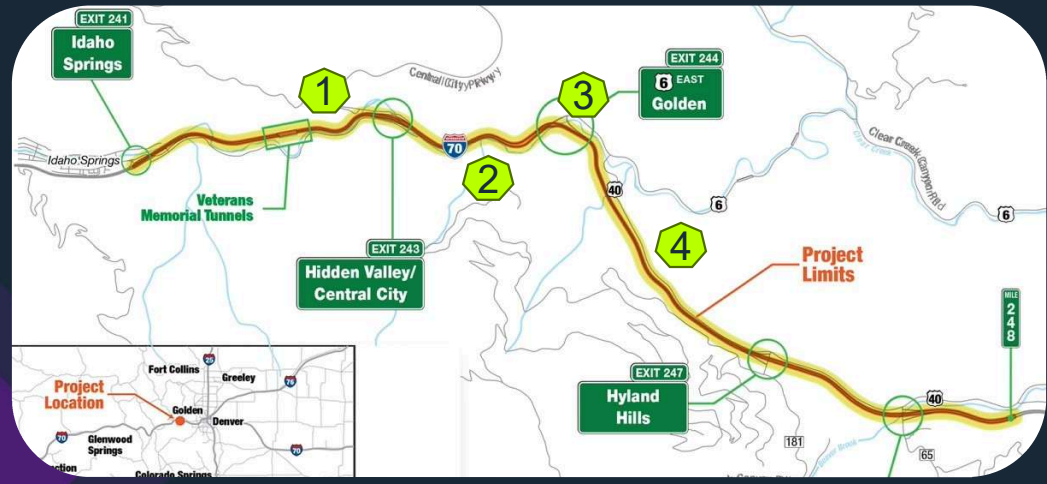 EXIT 241
Idaho
Springs
Central City Pkwy
1
3
EXIT 244
6 EAST
Golden
Clear Creek Canyon Rd
Idaho Springs
70
2
40
6
6
Veterans
Memorial Tunnels
4
EXIT 243
Hidden Valley/
Central City
Project
Limits
MILE
2
4
8
EXIT 247
Hyland
Hills
40
181
65
25
Fort Collins
Greeley
76
Project
Location
Golden
Denver
70
Glenwood
Springs
70
ction
Colorado Springs